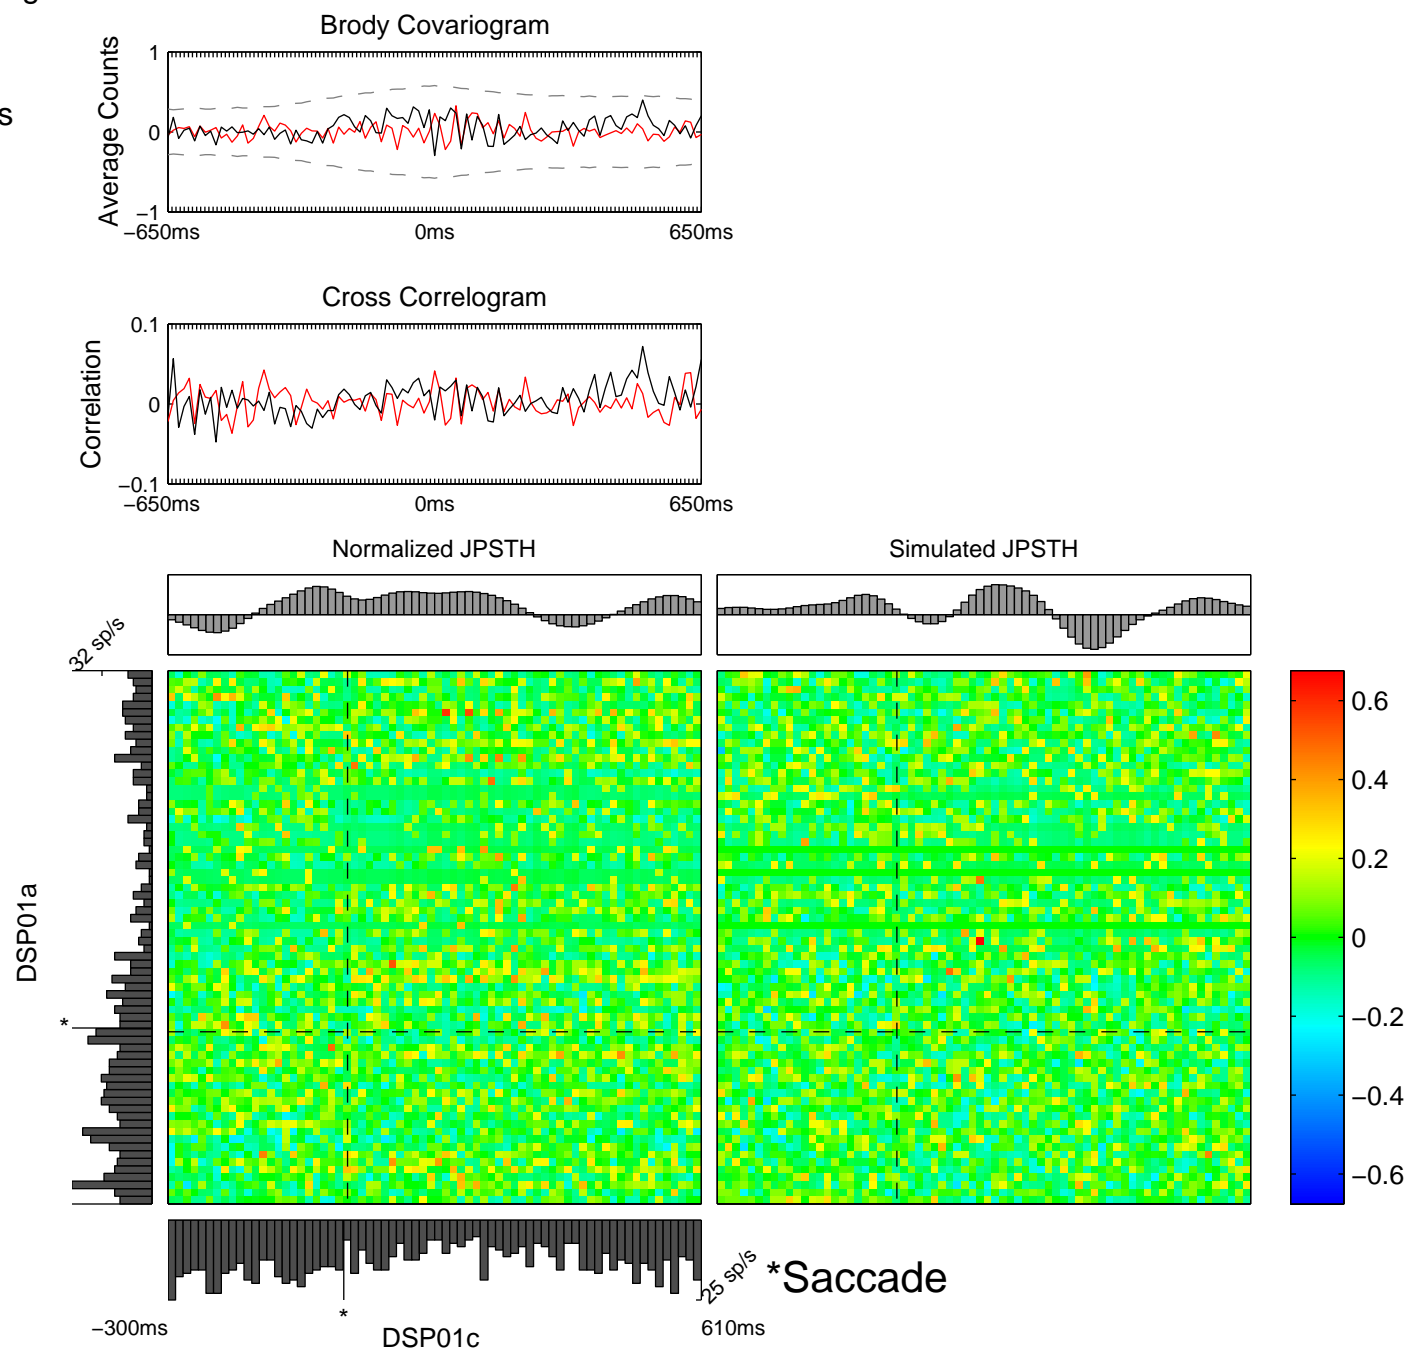 g
Brody Covariogram
s
Average Counts
1
0
−1
−650ms 0ms 650ms
Cross Correlogram
Correlation
0.1
0
−0.1
−650ms 0ms 650ms
Normalized JPSTH Simulated JPSTH
32 sp/s
DSP01a
*
0.6
0.4
0.2
0
−0.2
−0.4
−0.6
25 sp/s
*Saccade
*
−300ms DSP01c 610ms